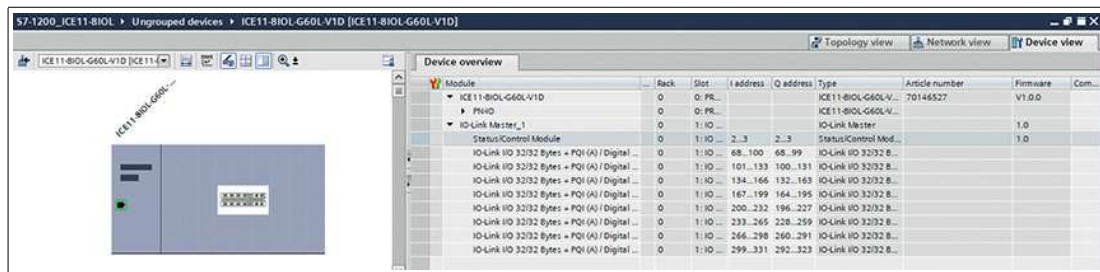 S7-1200_ICE11-8IOL ▸ Ungrouped devices ▸ ICE11-8IOL-G60L-V1D [ICE11-8IOL-G60L-V1D]
Topology view Network view Device view
ICE11-8IOL-G60L-V1D [ICE11-
Device overview
Module ... Rack Slot I address Q address Type Article number Firmware Com...
ICE11-8IOL-G60L-V1D 0 0: PR... ICE11-8IOL-G60L-V... 70146527 V1.0.0
PN-IO 0 0: PR... ICE11-8IOL-G60L-V...
IO-Link Master_1 0 1: IO ... IO-Link Master 1.0
Status/Control Module 0 1: IO ... 2...3 2...3 Status/Control Mod... 1.0
IO-Link I/O 32/32 Bytes + PQI (A) / Digital ... 0 1: IO ... 68...100 68...99 IO-Link I/O 32/32 B...
IO-Link I/O 32/32 Bytes + PQI (A) / Digital ... 0 1: IO ... 101...133 100...131 IO-Link I/O 32/32 B...
IO-Link I/O 32/32 Bytes + PQI (A) / Digital ... 0 1: IO ... 134...166 132...163 IO-Link I/O 32/32 B...
IO-Link I/O 32/32 Bytes + PQI (A) / Digital ... 0 1: IO ... 167...199 164...195 IO-Link I/O 32/32 B...
IO-Link I/O 32/32 Bytes + PQI (A) / Digital ... 0 1: IO ... 200...232 196...227 IO-Link I/O 32/32 B...
IO-Link I/O 32/32 Bytes + PQI (A) / Digital ... 0 1: IO ... 233...265 228...259 IO-Link I/O 32/32 B...
IO-Link I/O 32/32 Bytes + PQI (A) / Digital ... 0 1: IO ... 266...298 260...291 IO-Link I/O 32/32 B...
IO-Link I/O 32/32 Bytes + PQI (A) / Digital ... 0 1: IO ... 299...331 292...323 IO-Link I/O 32/32 B...
ICE11-8IOL-G60L-...